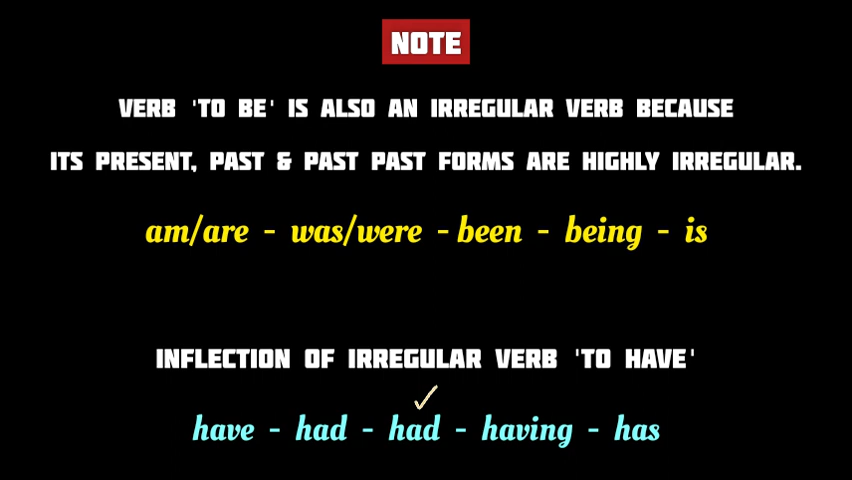 NOTE
VERB 'TO BE' IS ALSO AN IRREGULAR VERB BECAUSE
ITS PRESENT, PAST & PAST PAST FORMS ARE HIGHLY IRREGULAR.
am/are - was/were - been - being - is
INFLECTION OF IRREGULAR VERB 'TO HAVE'
✓
have - had - had - having - has